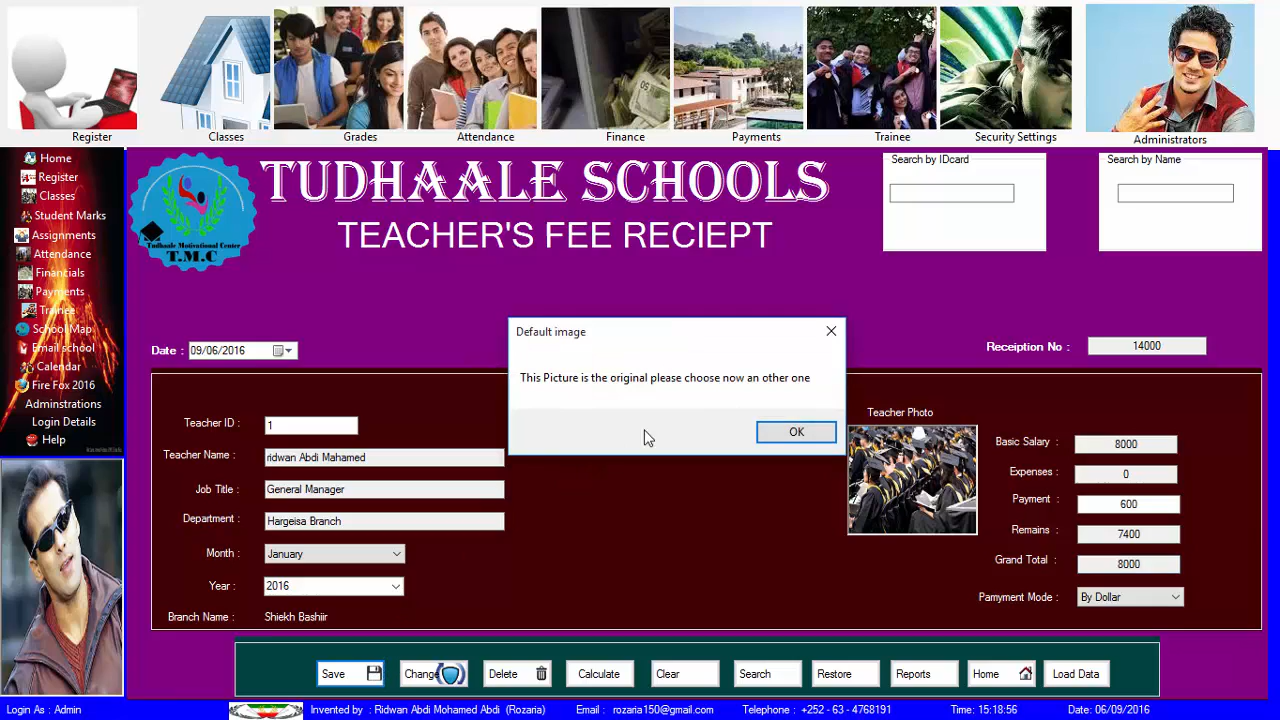 Register
Classes
Grades
Attendance
Finance
Payments
Trainee
Security Settings
Administrators
Home
Register
Classes
Student Marks
Assignments
Attendance
Financials
Payments
Trainee
School Map
Email school
Calendar
Fire Fox 2016
Adminstrations
Login Details
Help
Tudhaale Motivational Center
T.M.C
TUDHAALE SCHOOLS
TEACHER'S FEE RECIEPT
Search by IDcard
Search by Name
Date : 09/06/2016
Receiption No : 14000
Default image
This Picture is the original please choose now an other one
OK
Teacher ID : 1
Teacher Name : ridwan Abdi Mahamed
Job Title : General Manager
Department : Hargeisa Branch
Month : January
Year : 2016
Branch Name : Shiekh Bashiir
Teacher Photo
Basic Salary : 8000
Expenses : 0
Payment : 600
Remains : 7400
Grand Total : 8000
Pamyment Mode : By Dollar
Save
Change
Delete
Calculate
Clear
Search
Restore
Reports
Home
Load Data
Login As : Admin
Invented by : Ridwan Abdi Mohamed Abdi (Rozaria)
Email : rozaria150@gmail.com
Telephone : +252 - 63 - 4768191
Time: 15:18:56
Date: 06/09/2016